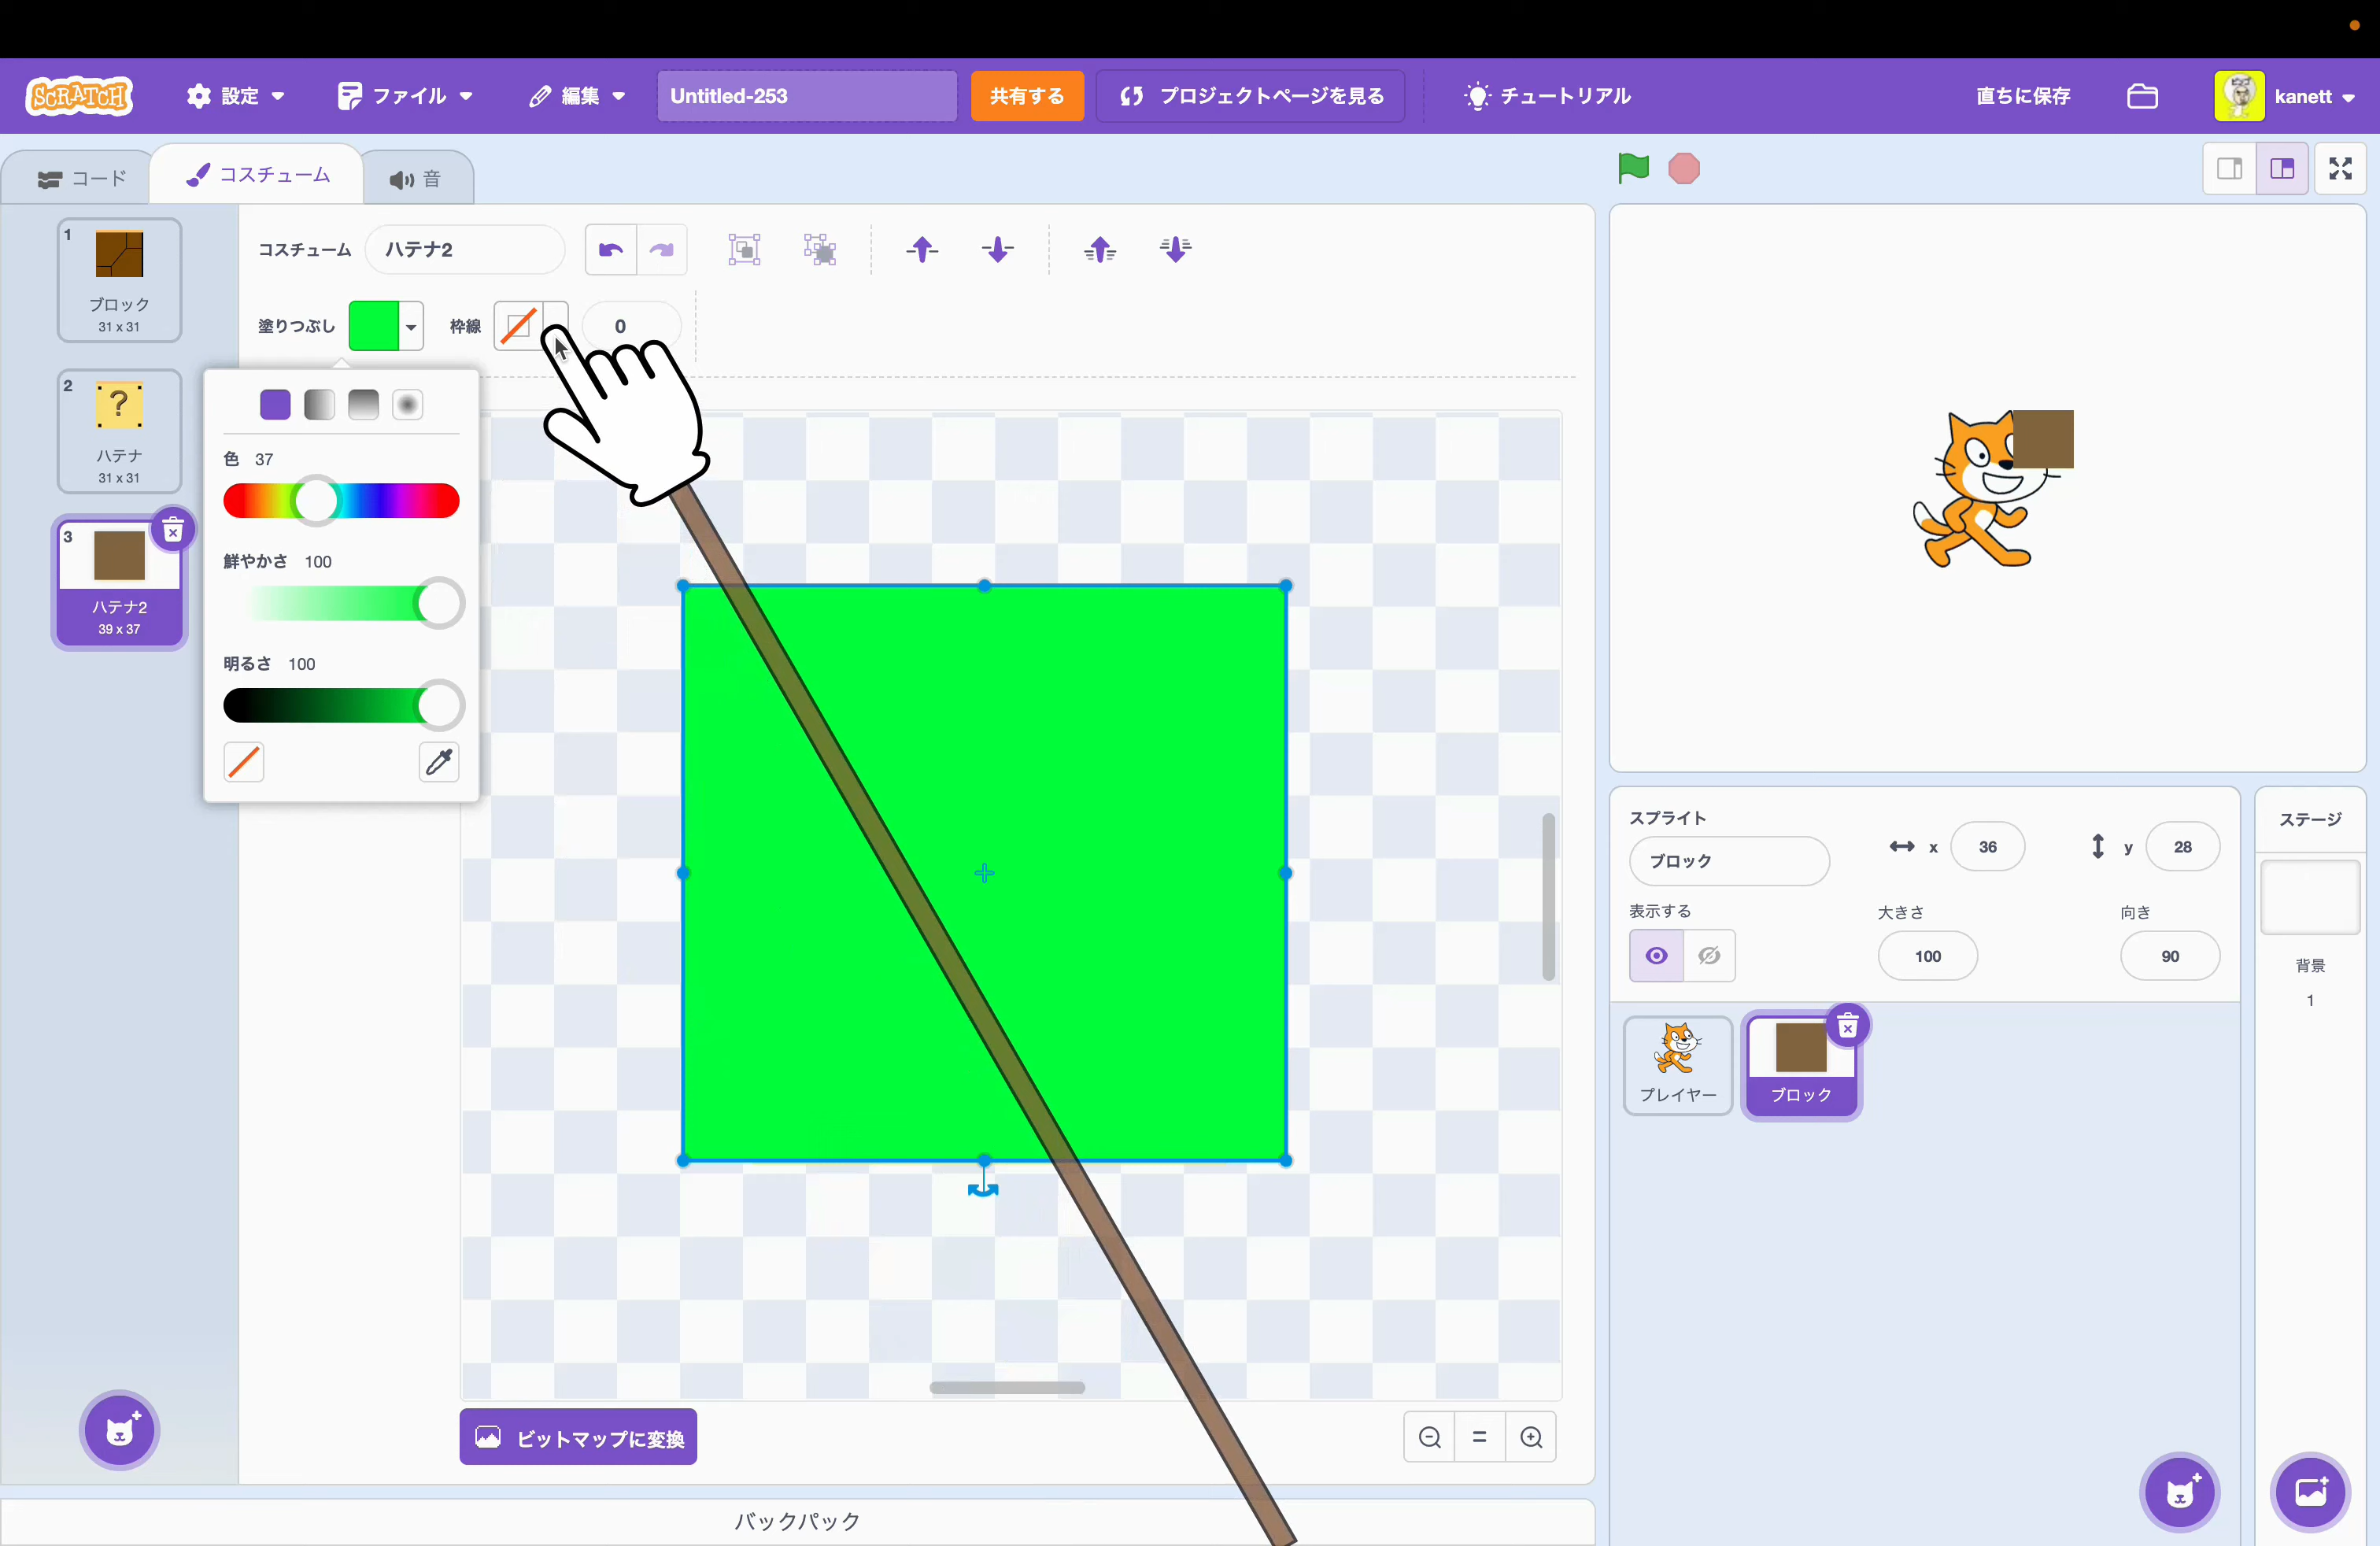 SCRATCH
設定
ファイル
編集
Untitled-253
共有する
プロジェクトページを見る
チュートリアル
直ちに保存
kanett
コード
コスチューム
音
1
ブロック
31 x 31
2
?
ハテナ
31 x 31
3
ハテナ2
39 x 37
コスチューム
ハテナ2
塗りつぶし
枠線
0
色 37
鮮やかさ 100
明るさ 100
ビットマップに変換
バックパック
スプライト
ブロック
x 36
y 28
表示する
大きさ 100
向き 90
プレイヤー
ブロック
ステージ
背景
1